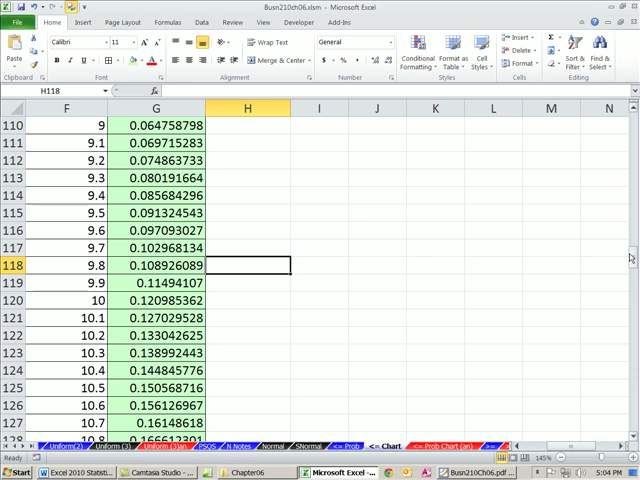 Busn210ch06.xlsm - Microsoft Excel
File Home Insert Page Layout Formulas Data Review View Developer Add-Ins
Calibri 11 Wrap Text General Insert Σ
Paste B I U Merge & Center $ % , Conditional Formatting Format as Table Cell Styles Delete Format Sort & Filter Find & Select
Clipboard Font Alignment Number Styles Cells Editing
H118 fx
F G H I J K L M N
110 9 0.064758798
111 9.1 0.069715283
112 9.2 0.074863733
113 9.3 0.080191664
114 9.4 0.085684296
115 9.5 0.091324543
116 9.6 0.097093027
117 9.7 0.102968134
118 9.8 0.108926089
119 9.9 0.11494107
120 10 0.120985362
121 10.1 0.127029528
122 10.2 0.133042625
123 10.3 0.138992443
124 10.4 0.144845776
125 10.5 0.150568716
126 10.6 0.156126967
127 10.7 0.16148618
128 10.8 0.166612301
Uniform(2) Uniform (3) Uniform (3)an PSQS N Notes Normal SNormal <= Prob <= Chart <= Prob Chart (an) >=
Ready 145%
Start Excel 2010 Statisti... Camtasia Studio - ... Chapter06 Microsoft Excel -... Busn210Ch06.pdf ... 5:04 PM